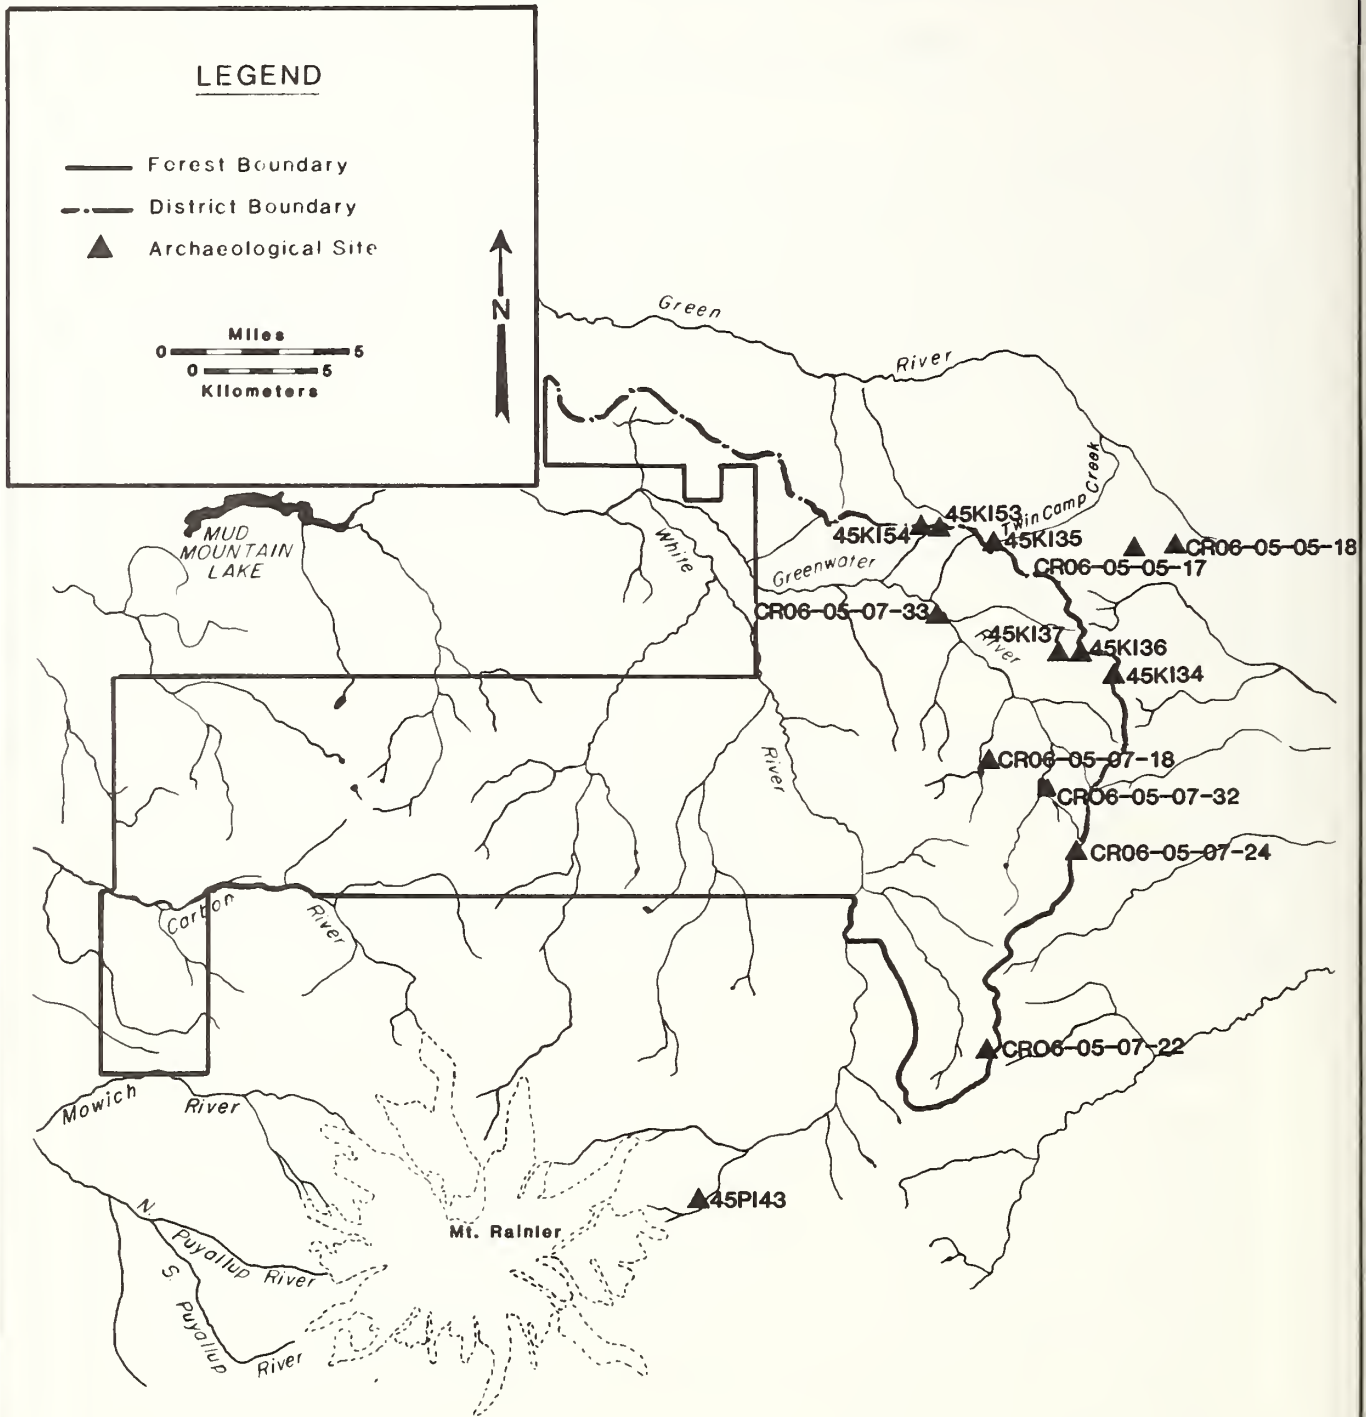 LEGEND
Forest Boundary
District Boundary
Archaeological Site
N
Miles
0 5
0 5
Kilometers
Green
River
Twin Camp Creek
MUD
MOUNTAIN
LAKE
White
45KI54
45KI53
45KI35
CR06-05-05-18
CR06-05-05-17
Greenwater
CR06-05-07-33
45KI37
River
45KI36
45KI34
River
CR06-05-07-18
CR06-05-07-32
CR06-05-07-24
Carbon
River
CR06-05-07-22
Mowich
River
45PI43
N.
Puyallup River
Mt. Rainier
S.
Puyallup
River